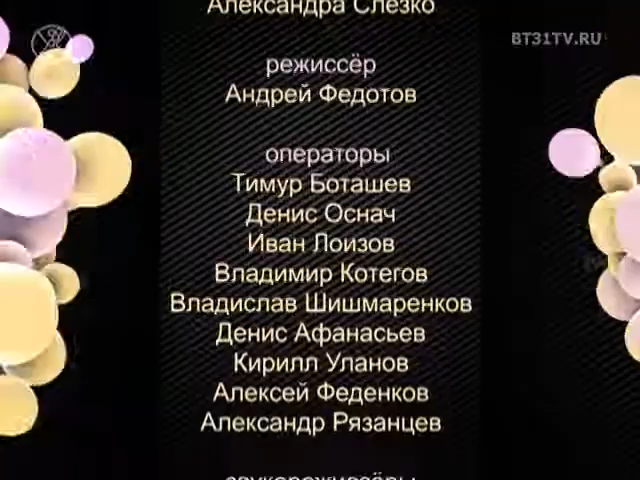 Александра Слезко
BT31TV.RU
режиссёр
Андрей Федотов
операторы
Тимур Боташев
Денис Оснач
Иван Лоизов
Владимир Котегов
Владислав Шишмаренков
Денис Афанасьев
Кирилл Уланов
Алексей Феденков
Александр Рязанцев
звукорежиссёры